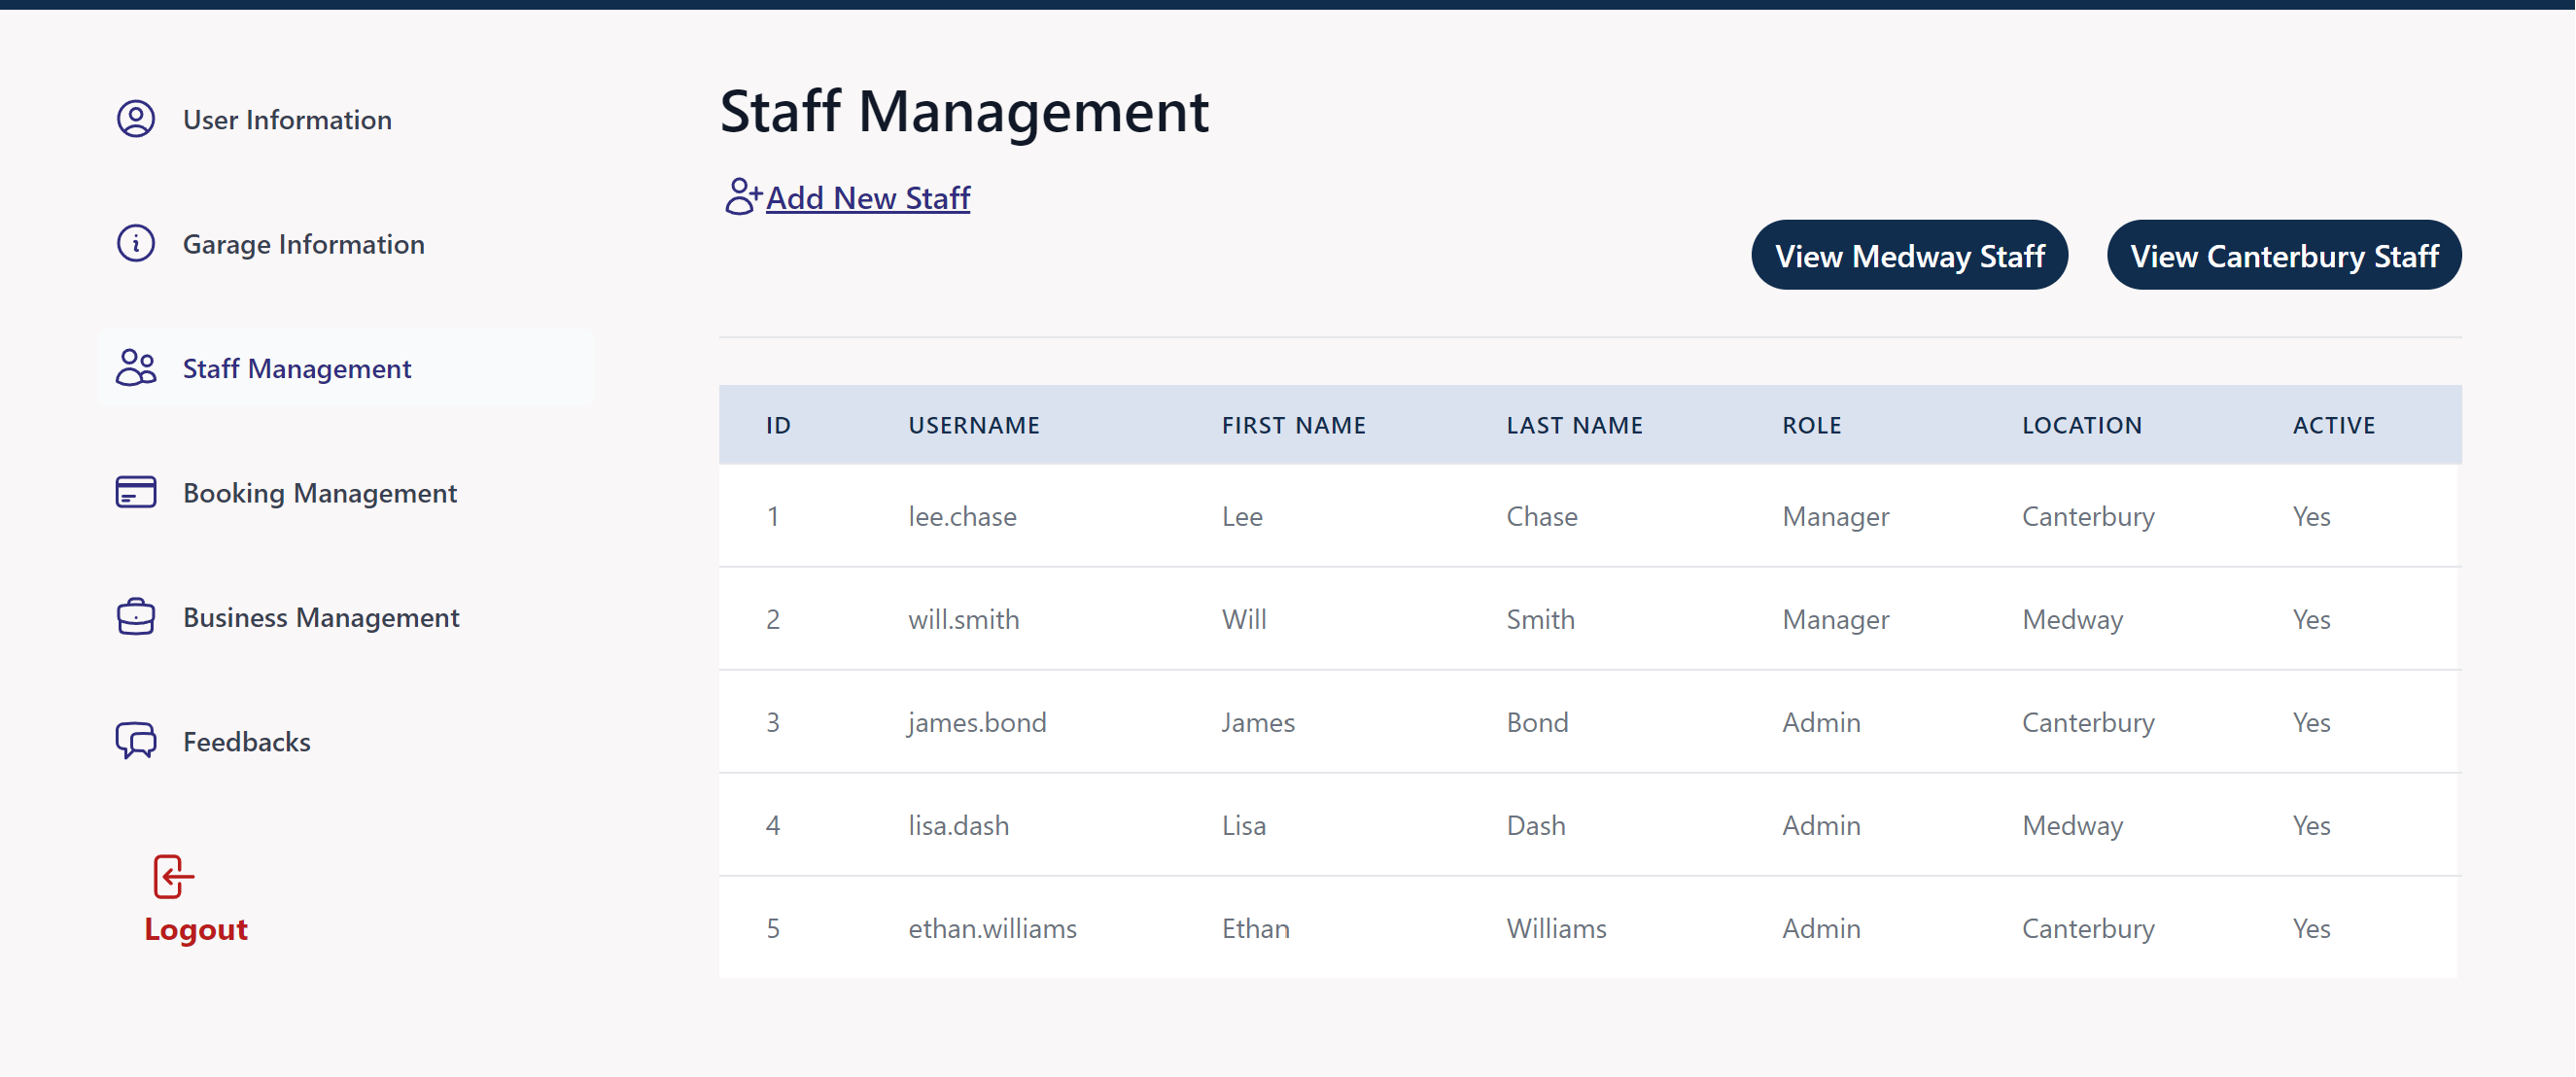 User Information
Garage Information
Staff Management
Booking Management
Business Management
Feedbacks
Logout
Staff Management
Add New Staff
View Medway Staff View Canterbury Staff
ID USERNAME FIRST NAME LAST NAME ROLE LOCATION ACTIVE
1 lee.chase Lee Chase Manager Canterbury Yes
2 will.smith Will Smith Manager Medway Yes
3 james.bond James Bond Admin Canterbury Yes
4 lisa.dash Lisa Dash Admin Medway Yes
5 ethan.williams Ethan Williams Admin Canterbury Yes